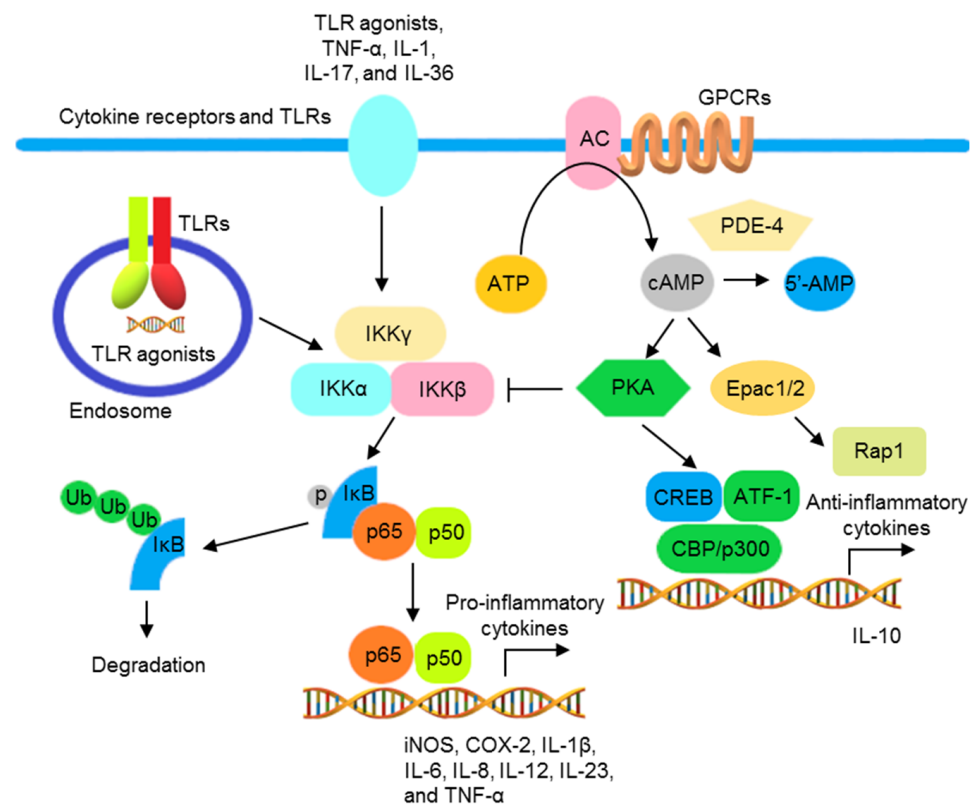 TLR agonists,
TNF-α, IL-1,
IL-17, and IL-36
Cytokine receptors and TLRs
GPCRs
AC
TLRs
TLR agonists
Endosome
ATP
cAMP
PDE-4
5’-AMP
IKKγ
IKKα
IKKβ
PKA
Epac1/2
Rap1
Ub
Ub
Ub
IκB
Degradation
p
IκB
p65
p50
CREB
ATF-1
CBP/p300
Anti-inflammatory
cytokines
IL-10
Pro-inflammatory
cytokines
p65
p50
iNOS, COX-2, IL-1β,
IL-6, IL-8, IL-12, IL-23,
and TNF-α